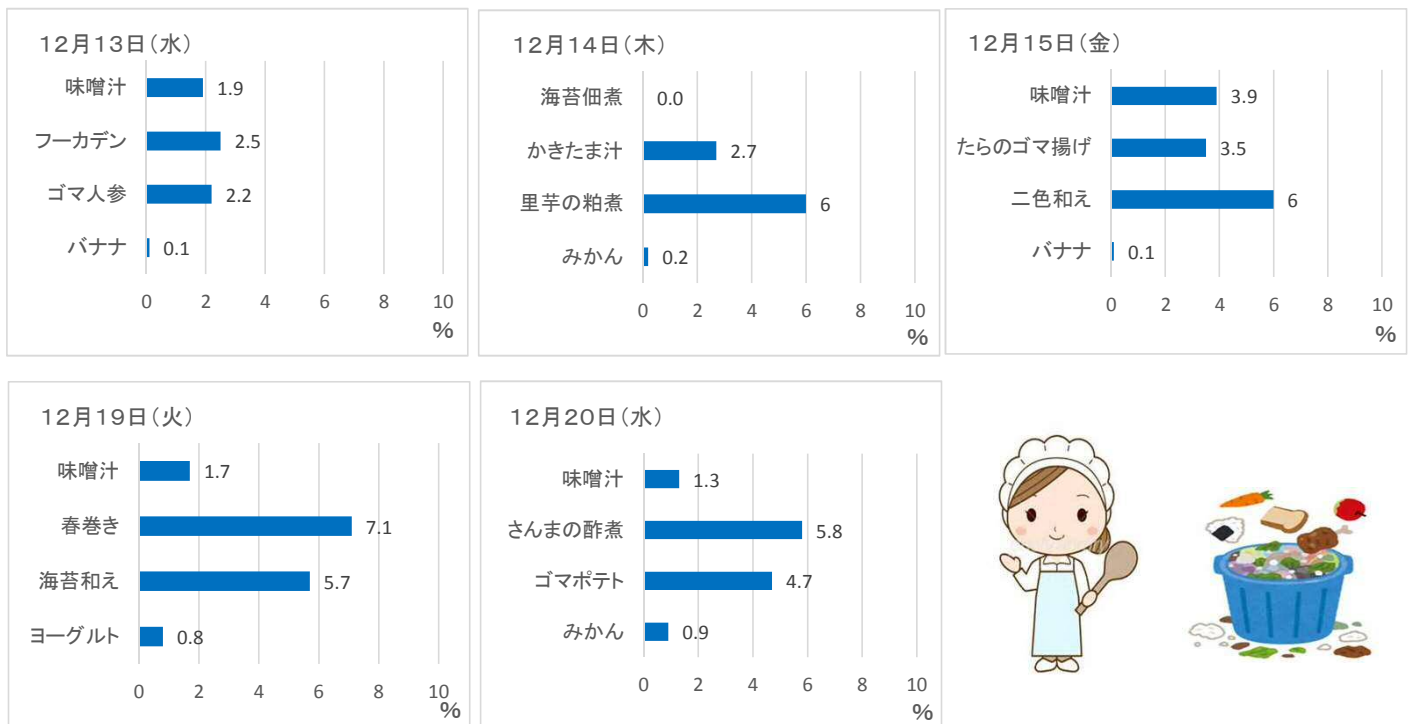 12月13日(水)
味噌汁 1.9
フーカデン 2.5
ゴマ人参 2.2
バナナ 0.1
0 2 4 6 8 10
%
12月14日(木)
海苔佃煮 0.0
かきたま汁 2.7
里芋の粕煮 6
みかん 0.2
0 2 4 6 8 10
%
12月15日(金)
味噌汁 3.9
たらのゴマ揚げ 3.5
二色和え 6
バナナ 0.1
0 2 4 6 8 10
%
12月19日(火)
味噌汁 1.7
春巻き 7.1
海苔和え 5.7
ヨーグルト 0.8
0 2 4 6 8 10
%
12月20日(水)
味噌汁 1.3
さんまの酢煮 5.8
ゴマポテト 4.7
みかん 0.9
0 2 4 6 8 10
%